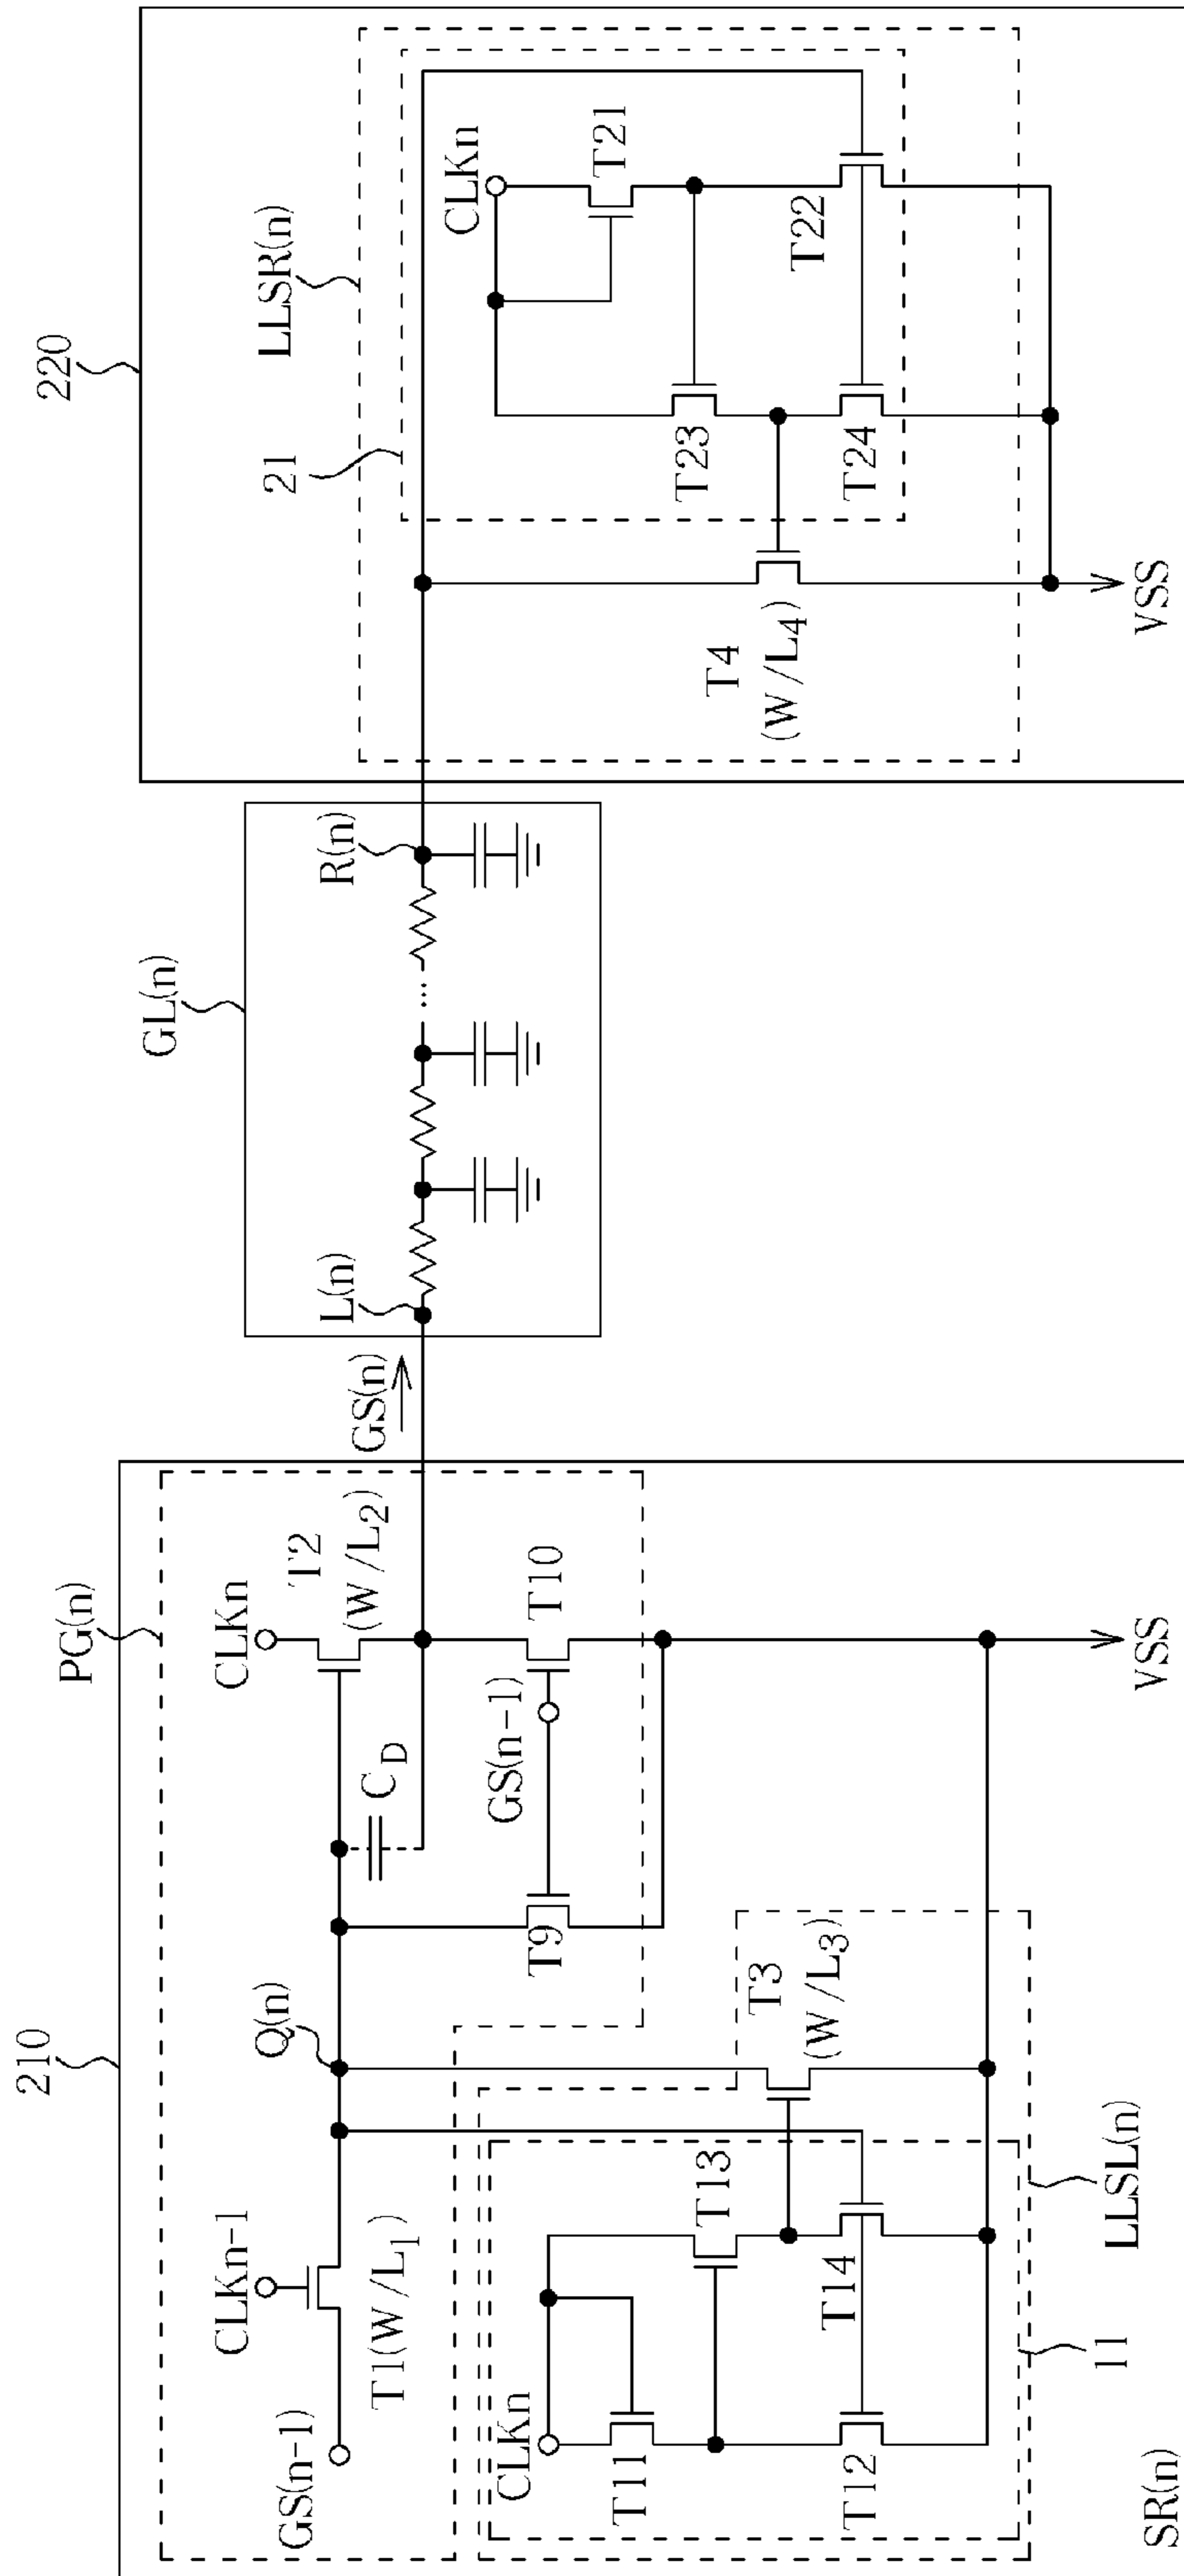 210
PG(n)
GS(n-1)
CLKn-1
T1(W/L1)
Q(n)
CLKn
T2
(W/L2)
CD
T9
GS(n-1)
T10
CLKn
T11
T12
T13
T14
T3
(W/L3)
11
LLSL(n)
VSS
SR(n)
GS(n)
GL(n)
L(n)
...
R(n)
220
LLSR(n)
21
CLKn
T21
T22
T23
T24
T4
(W/L4)
VSS